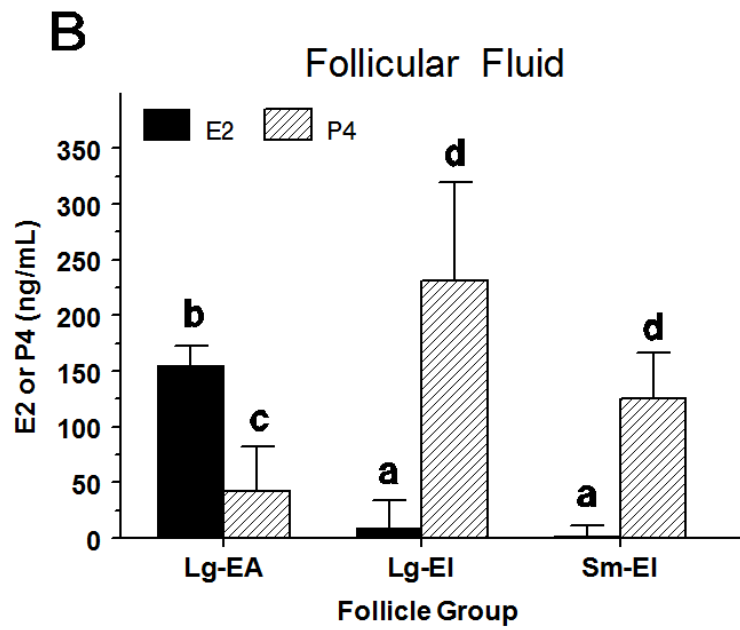 B
Follicular Fluid
E2 P4
350
300
250
200
150
100
50
0
E2 or P4 (ng/mL)
b
c
a
d
a
d
Lg-EA Lg-EI Sm-EI
Follicle Group